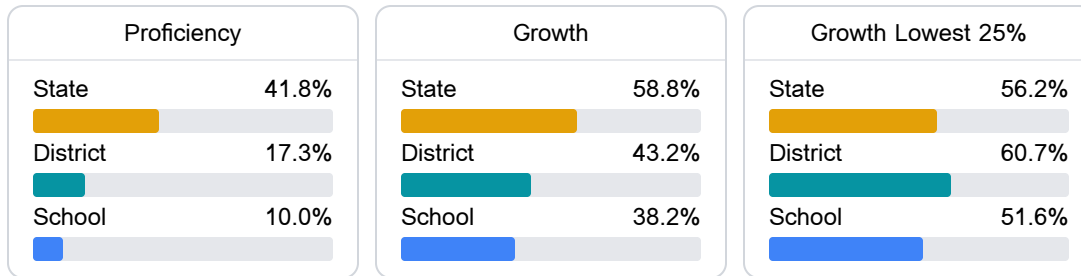 Proficiency
State 41.8%
District 17.3%
School 10.0%
Growth
State 58.8%
District 43.2%
School 38.2%
Growth Lowest 25%
State 56.2%
District 60.7%
School 51.6%